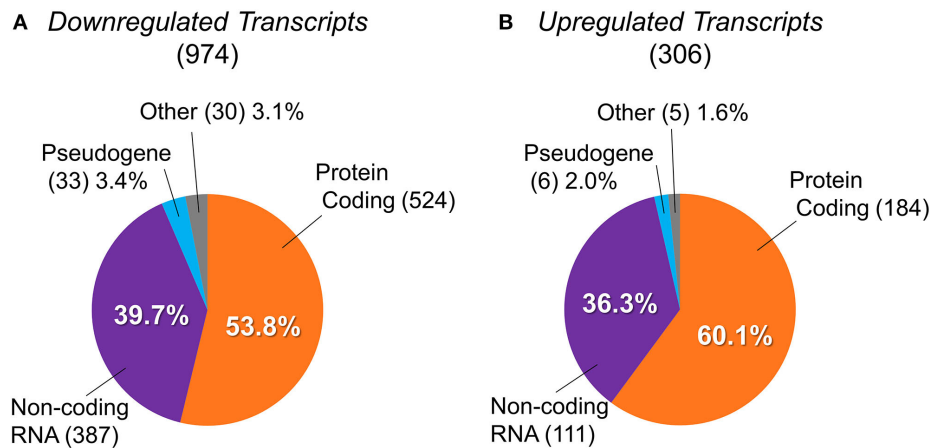 A Downregulated Transcripts
(974)
Other (30) 3.1%
Pseudogene
(33) 3.4%
Protein
Coding (524)
39.7%
53.8%
Non-coding
RNA (387)
B Upregulated Transcripts
(306)
Other (5) 1.6%
Pseudogene
(6) 2.0%
Protein
Coding (184)
36.3%
60.1%
Non-coding
RNA (111)